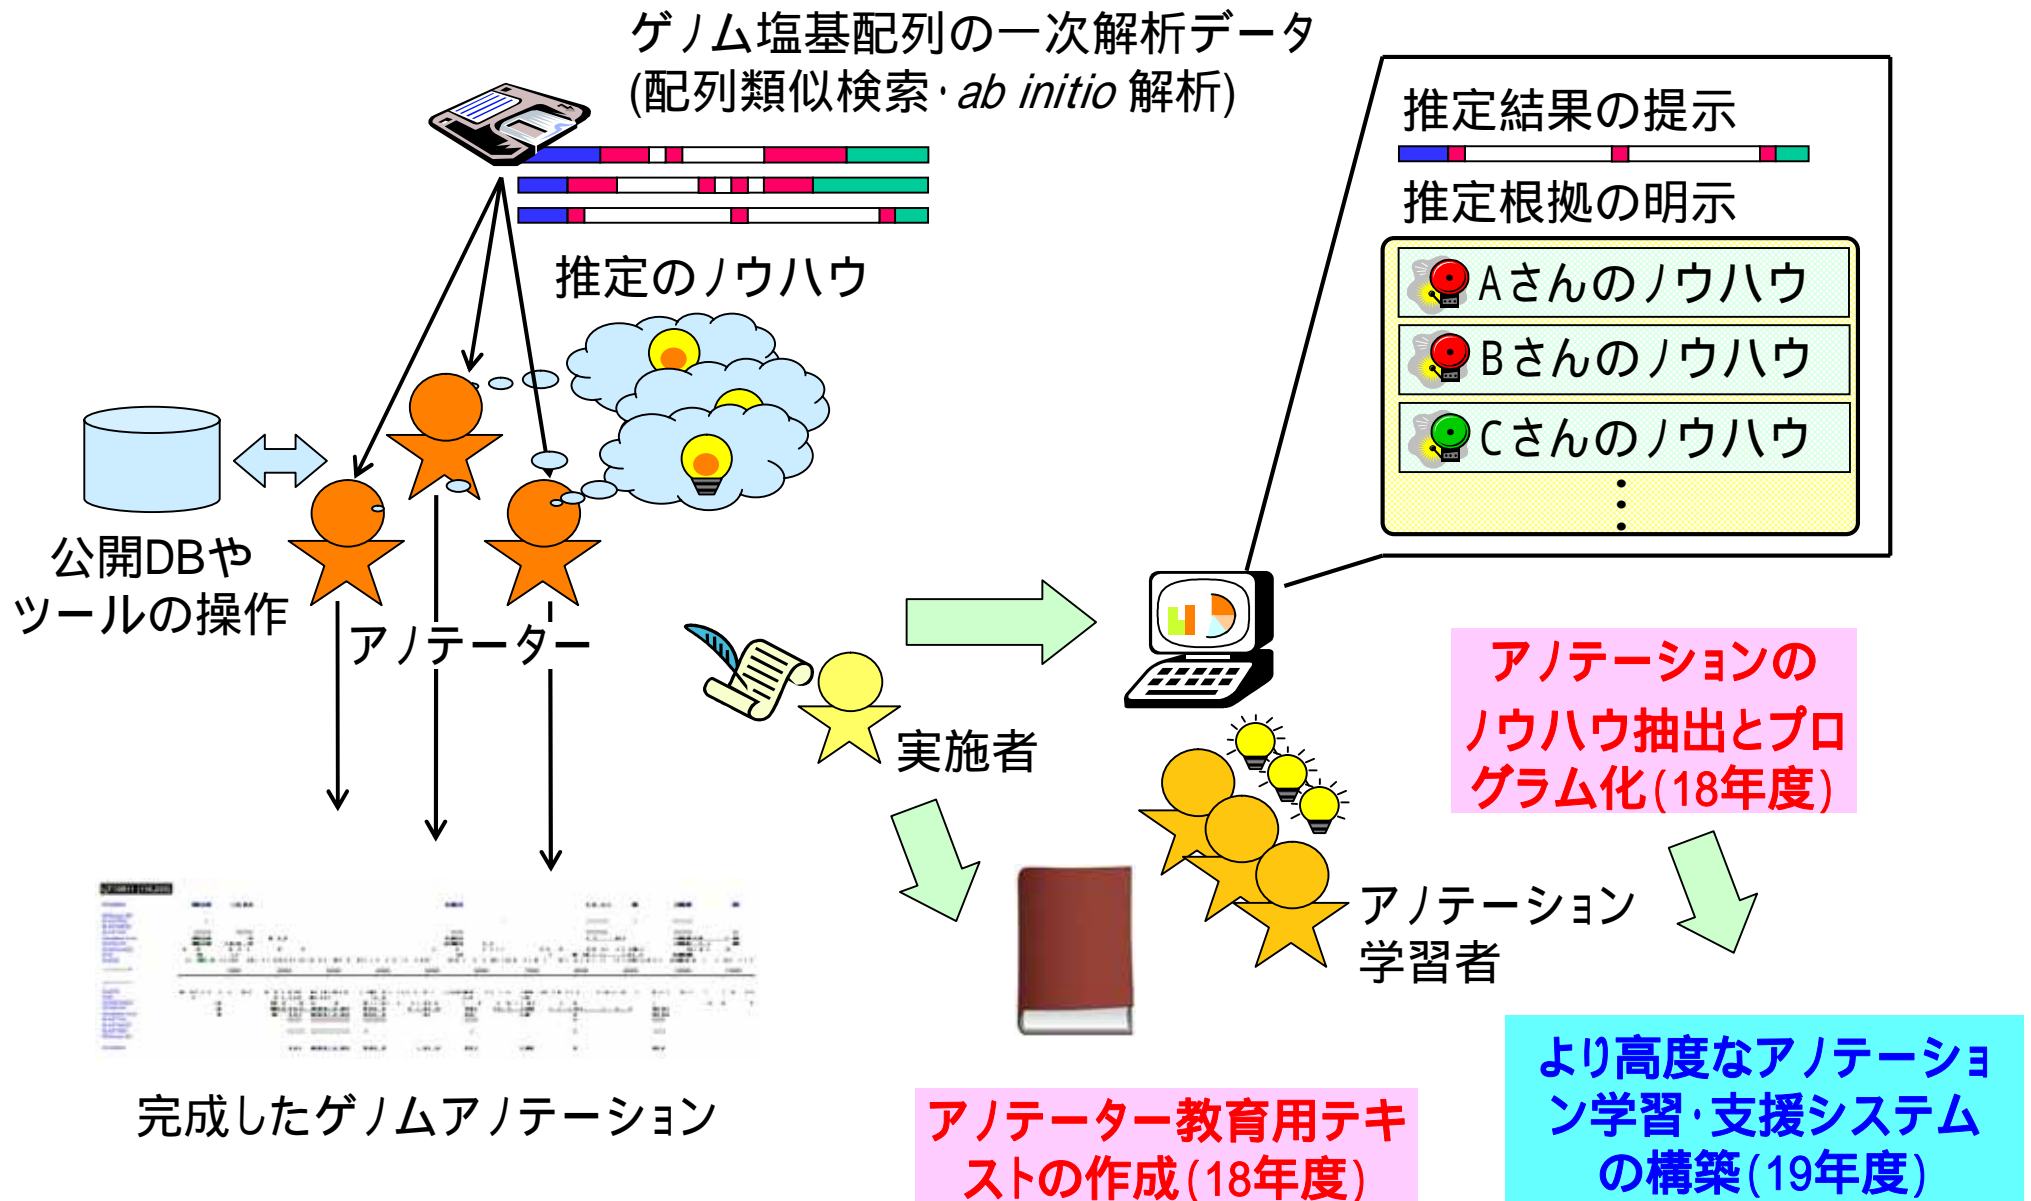 ゲノム塩基配列の一次解析データ
(配列類似検索・ab initio 解析)
推定のノウハウ
公開DBや
ツールの操作
アノテーター
完成したゲノムアノテーション
実施者
推定結果の提示
推定根拠の明示
Aさんのノウハウ
Bさんのノウハウ
Cさんのノウハウ
アノテーションの
ノウハウ抽出とプロ
グラム化(18年度)
アノテーション
学習者
アノテーター教育用テキ
ストの作成(18年度)
より高度なアノテーショ
ン学習・支援システム
の構築(19年度)